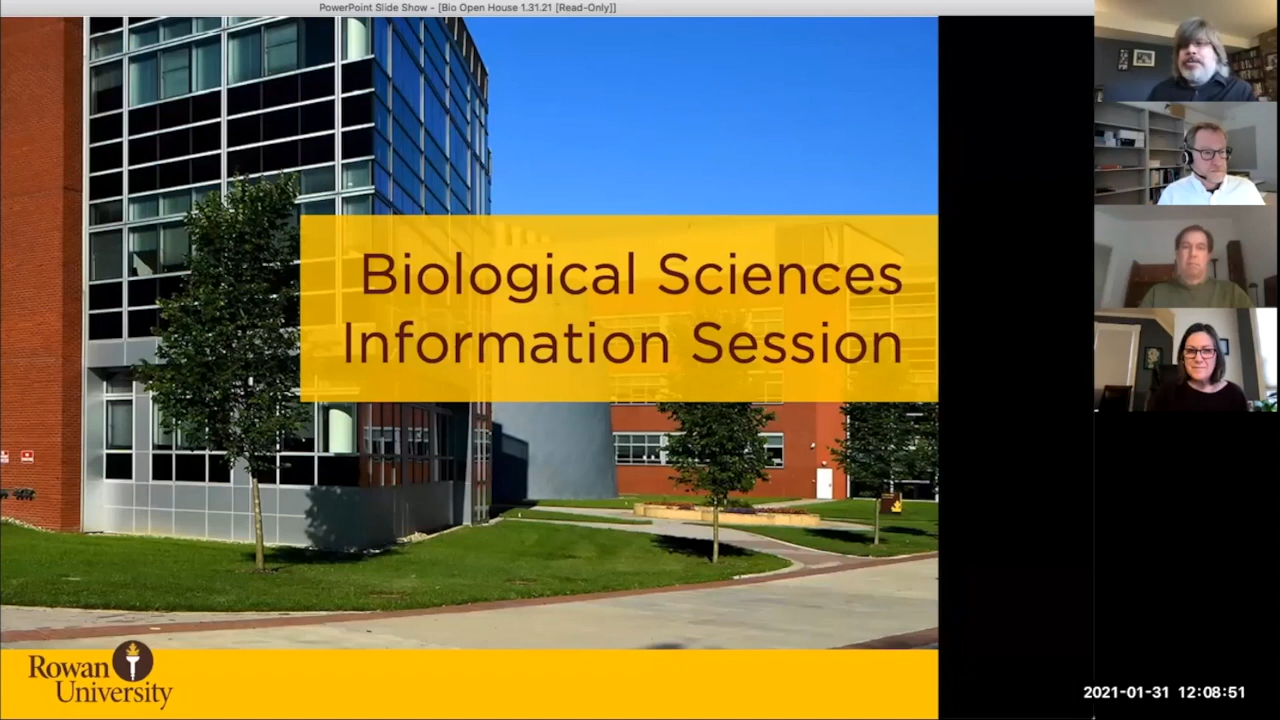 PowerPoint Slide Show - [Bio Open House 1.31.21 [Read-Only]]
Biological Sciences
Information Session
Rowan
University
2021-01-31 12:08:51